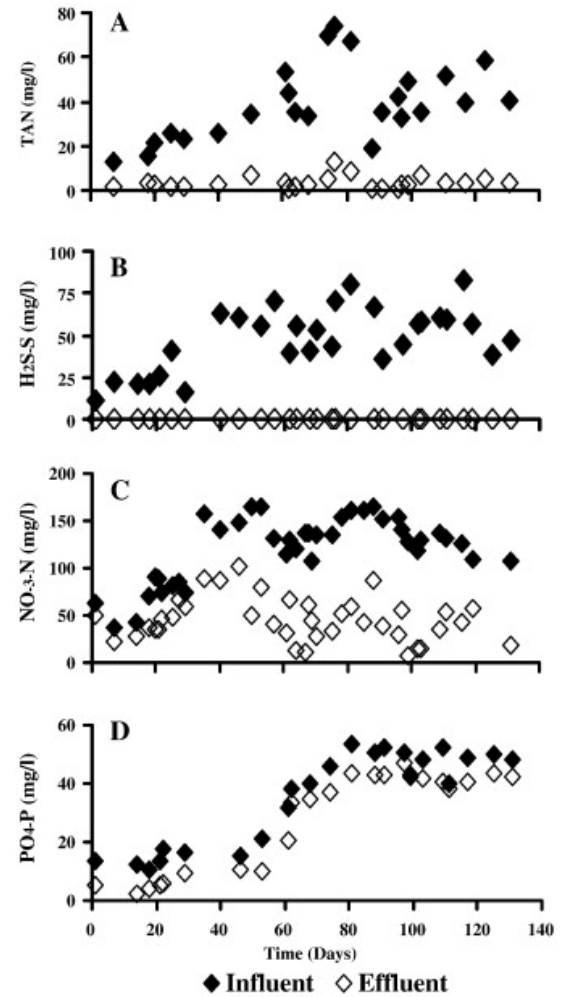 A
TAN (mg/l)
80
60
40
20
0
B
H2S-S (mg/l)
100
75
50
25
0
C
NO-3-N (mg/l)
200
150
100
50
0
D
PO4-P (mg/l)
60
40
20
0
0 20 40 60 80 100 120 140
Time (Days)
Influent Effluent